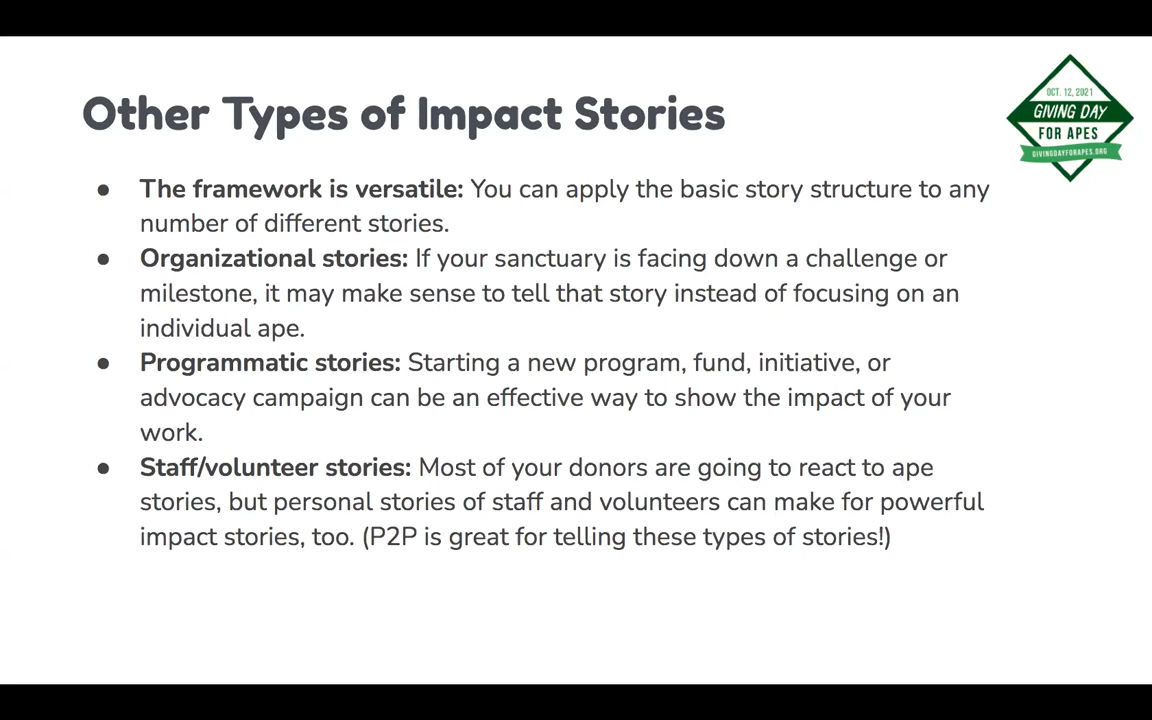 Other Types of Impact Stories
OCT. 12, 2021
GIVING DAY
FOR APES
GIVINGDAYFORAPES.ORG
● The framework is versatile: You can apply the basic story structure to any
number of different stories.
● Organizational stories: If your sanctuary is facing down a challenge or
milestone, it may make sense to tell that story instead of focusing on an
individual ape.
● Programmatic stories: Starting a new program, fund, initiative, or
advocacy campaign can be an effective way to show the impact of your
work.
● Staff/volunteer stories: Most of your donors are going to react to ape
stories, but personal stories of staff and volunteers can make for powerful
impact stories, too. (P2P is great for telling these types of stories!)